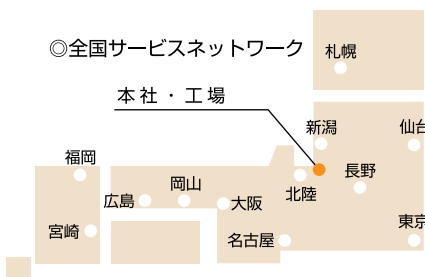 ◎全国サービスネットワーク
札幌
本社・工場
新潟
仙台
福岡
長野
岡山
北陸
広島
大阪
東京
宮崎
名古屋